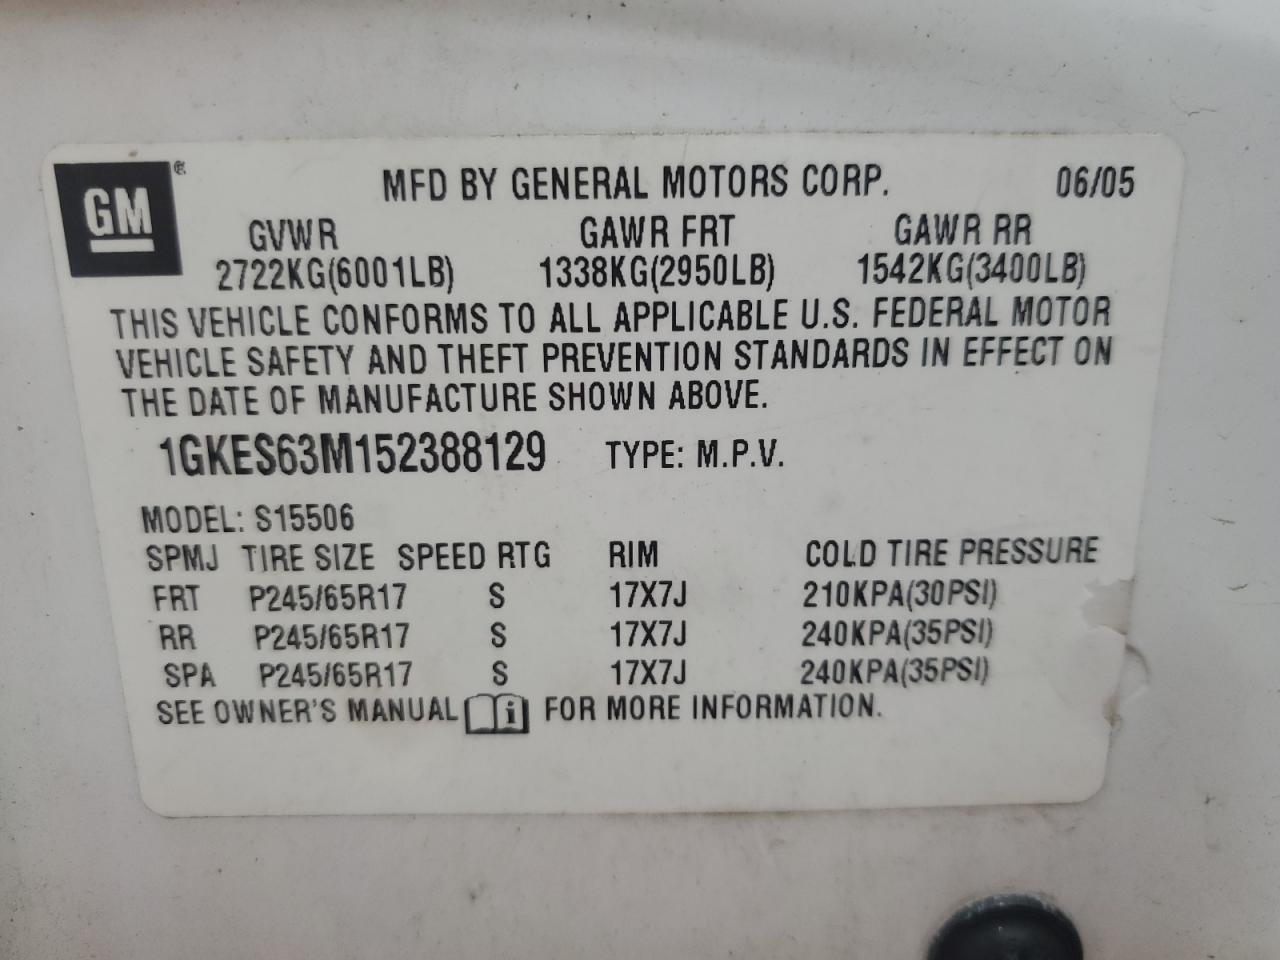 GM® MFD BY GENERAL MOTORS CORP. 06/05
GVWR GAWR FRT GAWR RR
2722KG(6001LB) 1338KG(2950LB) 1542KG(3400LB)
THIS VEHICLE CONFORMS TO ALL APPLICABLE U.S. FEDERAL MOTOR
VEHICLE SAFETY AND THEFT PREVENTION STANDARDS IN EFFECT ON
THE DATE OF MANUFACTURE SHOWN ABOVE.
1GKES63M152388129 TYPE: M.P.V.
MODEL: S15506
SPMJ TIRE SIZE SPEED RTG RIM COLD TIRE PRESSURE
FRT P245/65R17 S 17X7J 210KPA(30PSI)
RR P245/65R17 S 17X7J 240KPA(35PSI)
SPA P245/65R17 S 17X7J 240KPA(35PSI)
SEE OWNER'S MANUAL i FOR MORE INFORMATION.